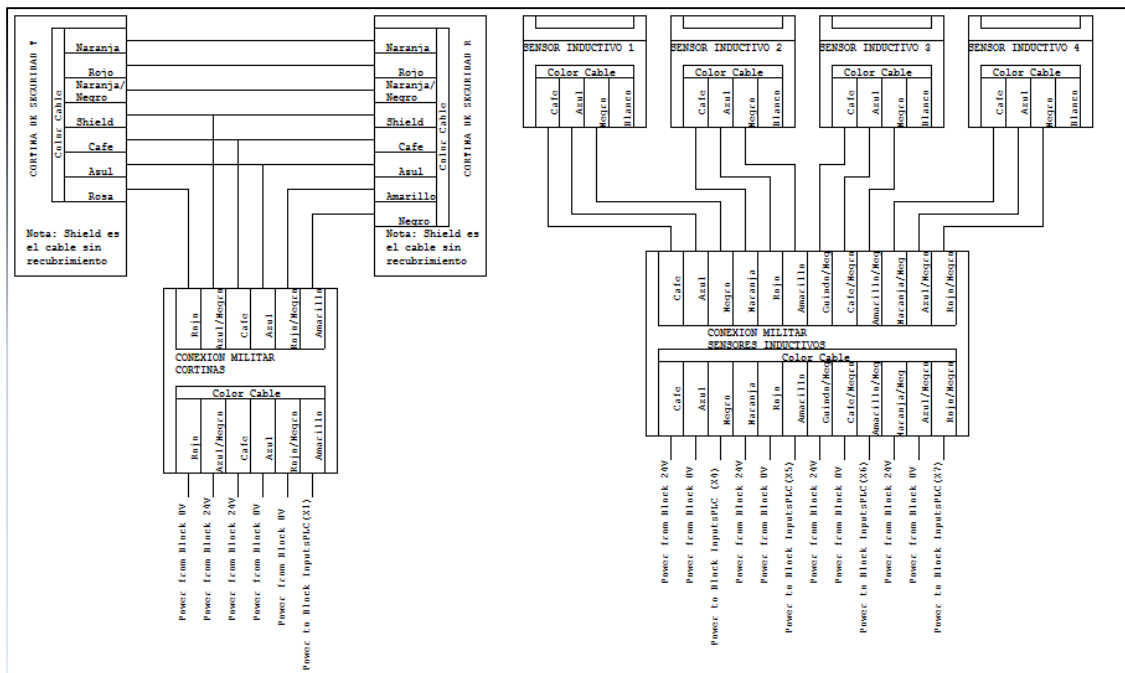 CORTINA DE SEGURIDAD T
Color Cable
Naranja
Rojo
Naranja/
Negro
Shield
Cafe
Azul
Rosa
Nota: Shield es
el cable sin
recubrimiento
CORTINA DE SEGURIDAD R
Color Cable
Naranja
Rojo
Naranja/
Negro
Shield
Cafe
Azul
Amarillo
Negro
Nota: Shield es
el cable sin
recubrimiento
Rojo
Azul/Negro
Cafe
Azul
Rojo/Negro
Amarillo
CONEXION MILITAR
CORTINAS
Color Cable
Rojo
Azul/Negro
Cafe
Azul
Rojo/Negro
Amarillo
Power from Block 0V
Power from Block 24V
Power from Block 24V
Power from Block 0V
Power from Block 0V
Power to Block InputsPLC(X1)
SENSOR INDUCTIVO 1
Color Cable
Cafe
Azul
Negro
Blanco
SENSOR INDUCTIVO 2
Color Cable
Cafe
Azul
Negro
Blanco
SENSOR INDUCTIVO 3
Color Cable
Cafe
Azul
Negro
Blanco
SENSOR INDUCTIVO 4
Color Cable
Cafe
Azul
Negro
Blanco
Cafe
Azul
Negro
Naranja
Rojo
Amarillo
Guindo/Neg
Cafe/Negro
Amarillo/Neg
Naranja/Neg
Azul/Negro
Rojo/Negro
CONEXION MILITAR
SENSORES INDUCTIVOS
Color Cable
Cafe
Azul
Negro
Naranja
Rojo
Amarillo
Guindo/Neg
Cafe/Negro
Amarillo/Neg
Naranja/Neg
Azul/Negro
Rojo/Negro
Power from Block 24V
Power from Block 0V
Power to Block InputsPLC (X4)
Power from Block 24V
Power from Block 0V
Power to Block InputsPLC(X5)
Power from Block 24V
Power from Block 0V
Power to Block InputsPLC(X6)
Power from Block 24V
Power from Block 0V
Power to Block InputsPLC(X7)